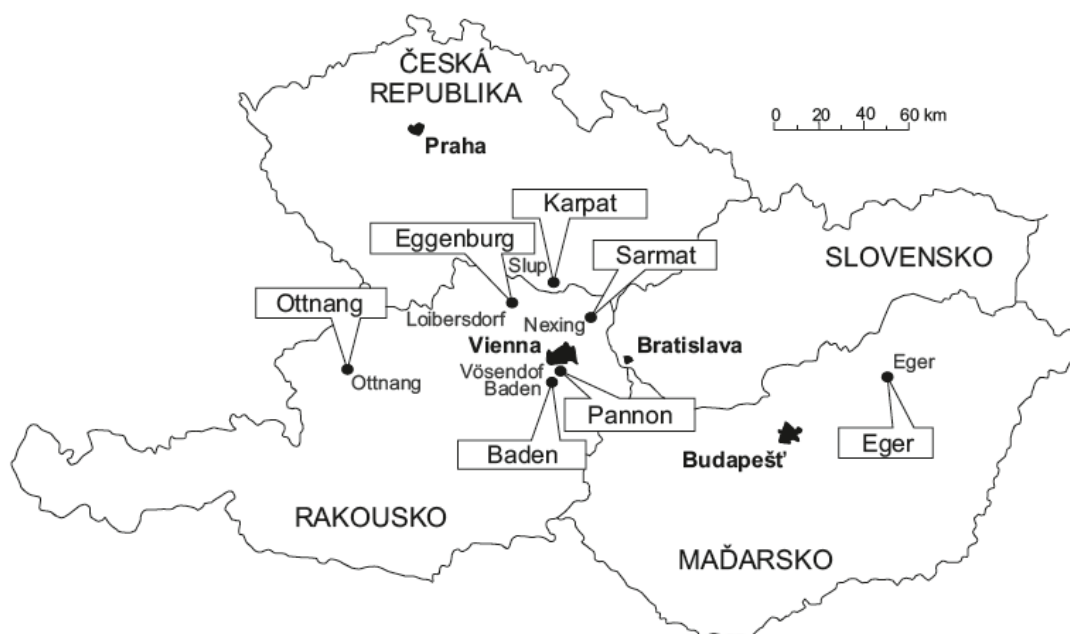 ČESKÁ
REPUBLIKA
0 20 40 60 km
Praha
Karpat
Eggenburg
Slup
Sarmat
SLOVENSKO
Ottnang
Loibersdorf
Nexing
Vienna
Bratislava
Ottnang
Vösendof
Baden
Eger
Pannon
Baden
Budapešť
Eger
RAKOUSKO
MAĎARSKO